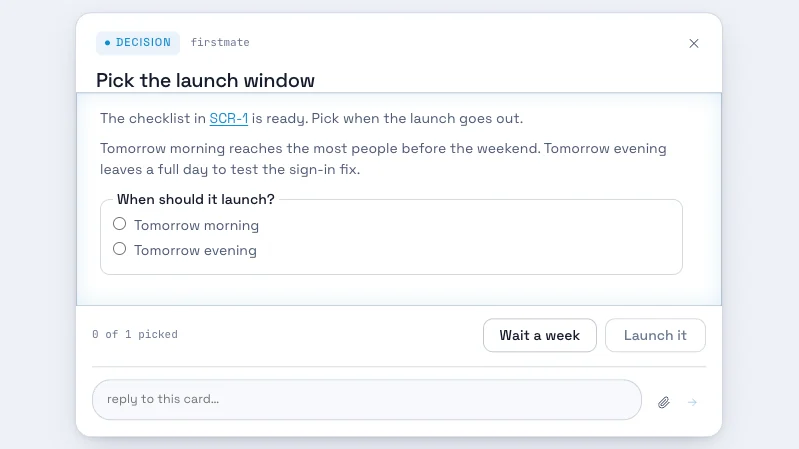 DECISION firstmate
Pick the launch window
The checklist in SCR-1 is ready. Pick when the launch goes out.
Tomorrow morning reaches the most people before the weekend. Tomorrow evening
leaves a full day to test the sign-in fix.
When should it launch?
Tomorrow morning
Tomorrow evening
0 of 1 picked
Wait a week
Launch it
reply to this card...